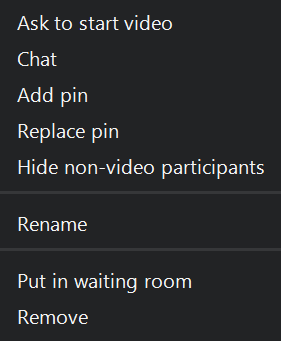 Ask to start video
Chat
Add pin
Replace pin
Hide non-video participants
Rename
Put in waiting room
Remove